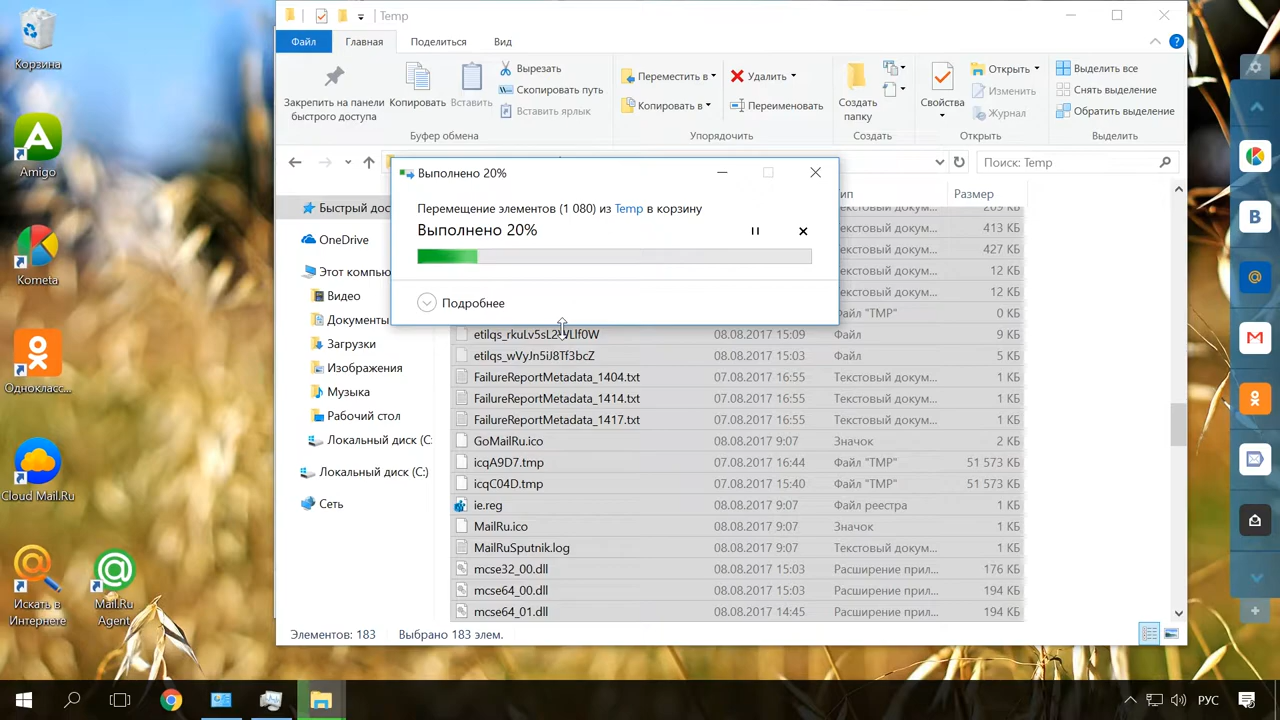 Корзина
Amigo
Kometa
Однокласс...
Cloud Mail.Ru
Искать в
Интернете
Mail.Ru
Agent
Temp
Файл
Главная
Поделиться
Вид
Закрепить на панели
быстрого доступа
Копировать
Вставить
Вырезать
Скопировать путь
Вставить ярлык
Буфер обмена
Переместить в
Копировать в
Удалить
Переименовать
Упорядочить
Создать
папку
Создать
Свойства
Открыть
Изменить
Журнал
Открыть
Выделить все
Снять выделение
Обратить выделение
Выделить
Поиск: Temp
Выполнено 20%
Перемещение элементов (1 080) из Temp в корзину
Выполнено 20%
Подробнее
Быстрый дос
OneDrive
Этот компью
Видео
Документы
Загрузки
Изображения
Музыка
Рабочий стол
Локальный диск (C:
Локальный диск (C:)
Сеть
ип Размер
Текстовый докум... 269 КБ
Текстовый докум... 413 КБ
Текстовый докум... 427 КБ
Текстовый докум... 12 КБ
Текстовый докум... 12 КБ
Файл "TMP" 0 КБ
08.08.2017 15:09 Файл 9 КБ
etilqs_wVyJn5iJ8Tf3bcZ 08.08.2017 15:03 Файл 5 КБ
FailureReportMetadata_1404.txt 07.08.2017 16:55 Текстовый докум... 1 КБ
FailureReportMetadata_1414.txt 07.08.2017 16:55 Текстовый докум... 1 КБ
FailureReportMetadata_1417.txt 07.08.2017 16:55 Текстовый докум... 1 КБ
GoMailRu.ico 08.08.2017 9:07 Значок 2 КБ
icqA9D7.tmp 07.08.2017 16:44 Файл "TMP" 51 573 КБ
icqC04D.tmp 07.08.2017 15:40 Файл "TMP" 51 573 КБ
ie.reg 08.08.2017 9:07 Файл реестра 1 КБ
MailRu.ico 08.08.2017 9:07 Значок 1 КБ
MailRuSputnik.log 08.08.2017 9:07 Текстовый докум... 1 КБ
mcse32_00.dll 08.08.2017 15:03 Расширение прил... 176 КБ
mcse64_00.dll 08.08.2017 15:03 Расширение прил... 194 КБ
mcse64_01.dll 08.08.2017 14:45 Расширение прил... 194 КБ
Элементов: 183 Выбрано 183 элем.
РУС